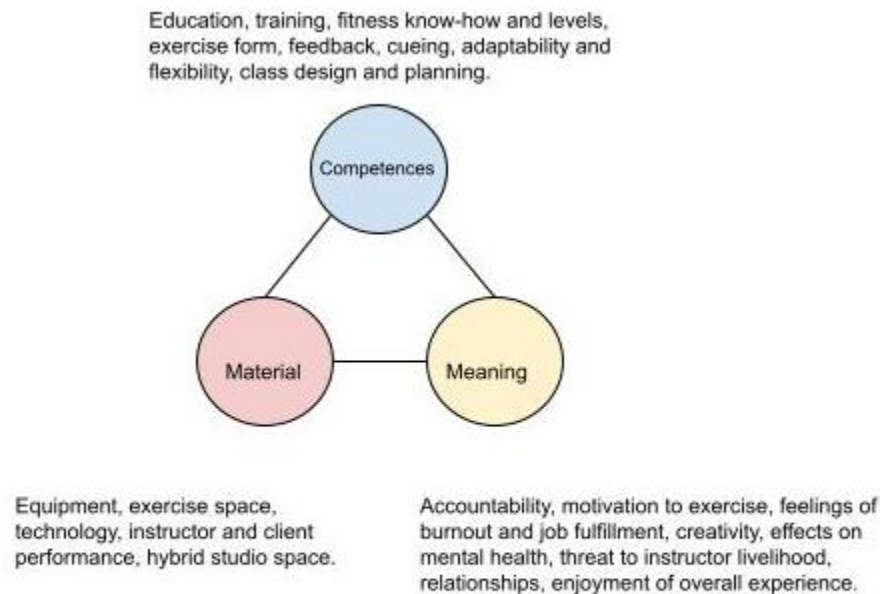 Education, training, fitness know-how and levels,
exercise form, feedback, cueing, adaptability and
flexibility, class design and planning.
Competences
Material
Meaning
Equipment, exercise space,
technology, instructor and client
performance, hybrid studio space.
Accountability, motivation to exercise, feelings of
burnout and job fulfillment, creativity, effects on
mental health, threat to instructor livelihood,
relationships, enjoyment of overall experience.